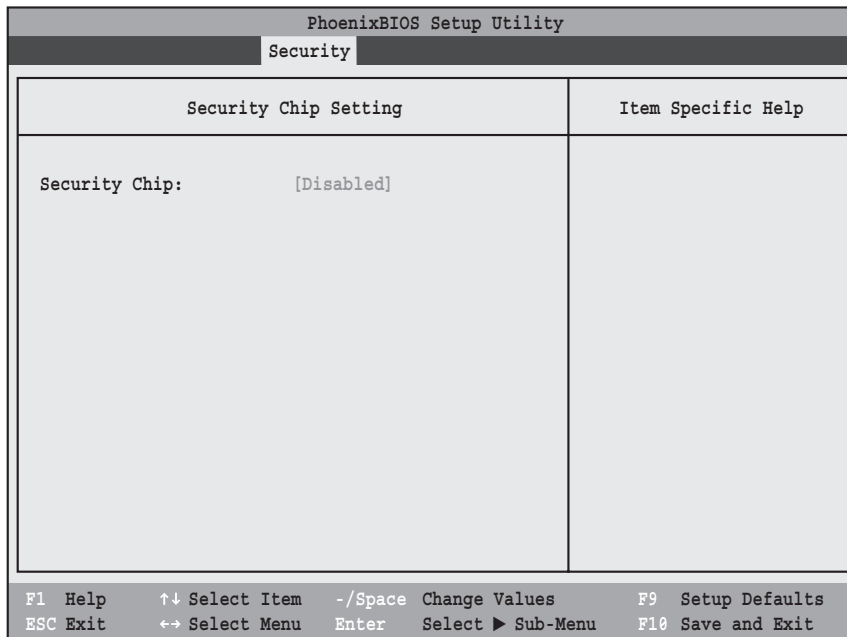 PhoenixBIOS Setup Utility
Security
Security Chip Setting
Item Specific Help
Security Chip: [Disabled]
F1 Help ↑↓ Select Item -/Space Change Values F9 Setup Defaults
ESC Exit ←→ Select Menu Enter Select ▶ Sub-Menu F10 Save and Exit